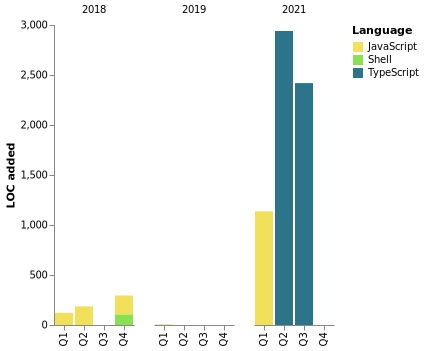 2018 2019 2021
Language
JavaScript
Shell
TypeScript
LOC added
3,000
2,500
2,000
1,500
1,000
500
0
Q1 Q2 Q3 Q4 Q1 Q2 Q3 Q4 Q1 Q2 Q3 Q4